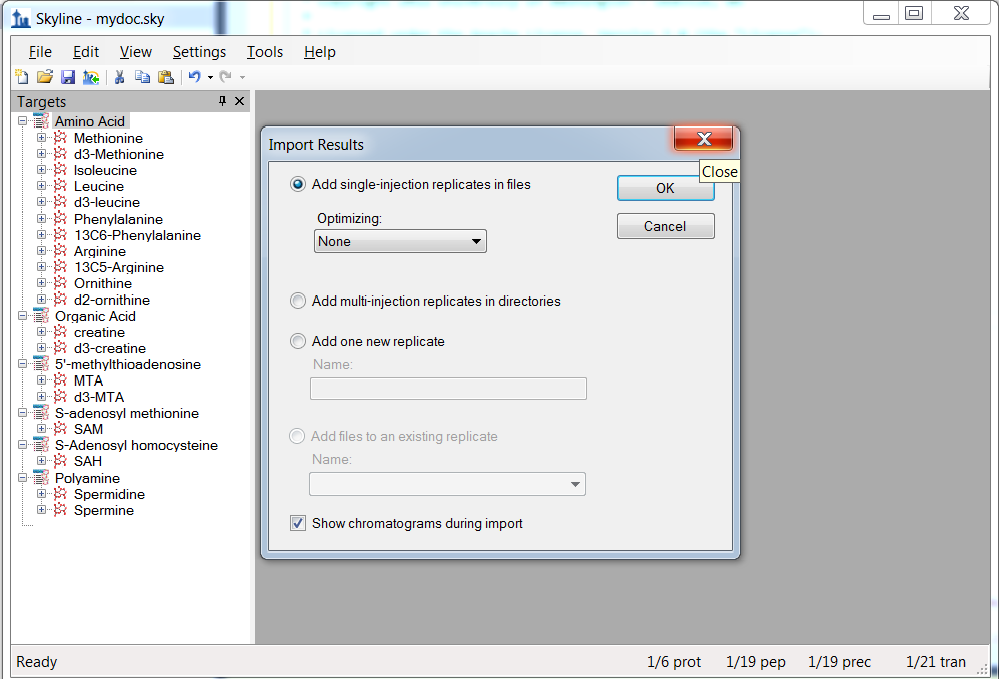 Skyline - mydoc.sky
File Edit View Settings Tools Help
Targets
Amino Acid
Methionine
d3-Methionine
Isoleucine
Leucine
d3-leucine
Phenylalanine
13C6-Phenylalanine
Arginine
13C5-Arginine
Ornithine
d2-ornithine
Organic Acid
creatine
d3-creatine
5'-methylthioadenosine
MTA
d3-MTA
S-adenosyl methionine
SAM
S-Adenosyl homocysteine
SAH
Polyamine
Spermidine
Spermine
Import Results
Close
Add single-injection replicates in files
OK
Optimizing:
None
Cancel
Add multi-injection replicates in directories
Add one new replicate
Name:
Add files to an existing replicate
Name:
Show chromatograms during import
Ready 1/6 prot 1/19 pep 1/19 prec 1/21 tran